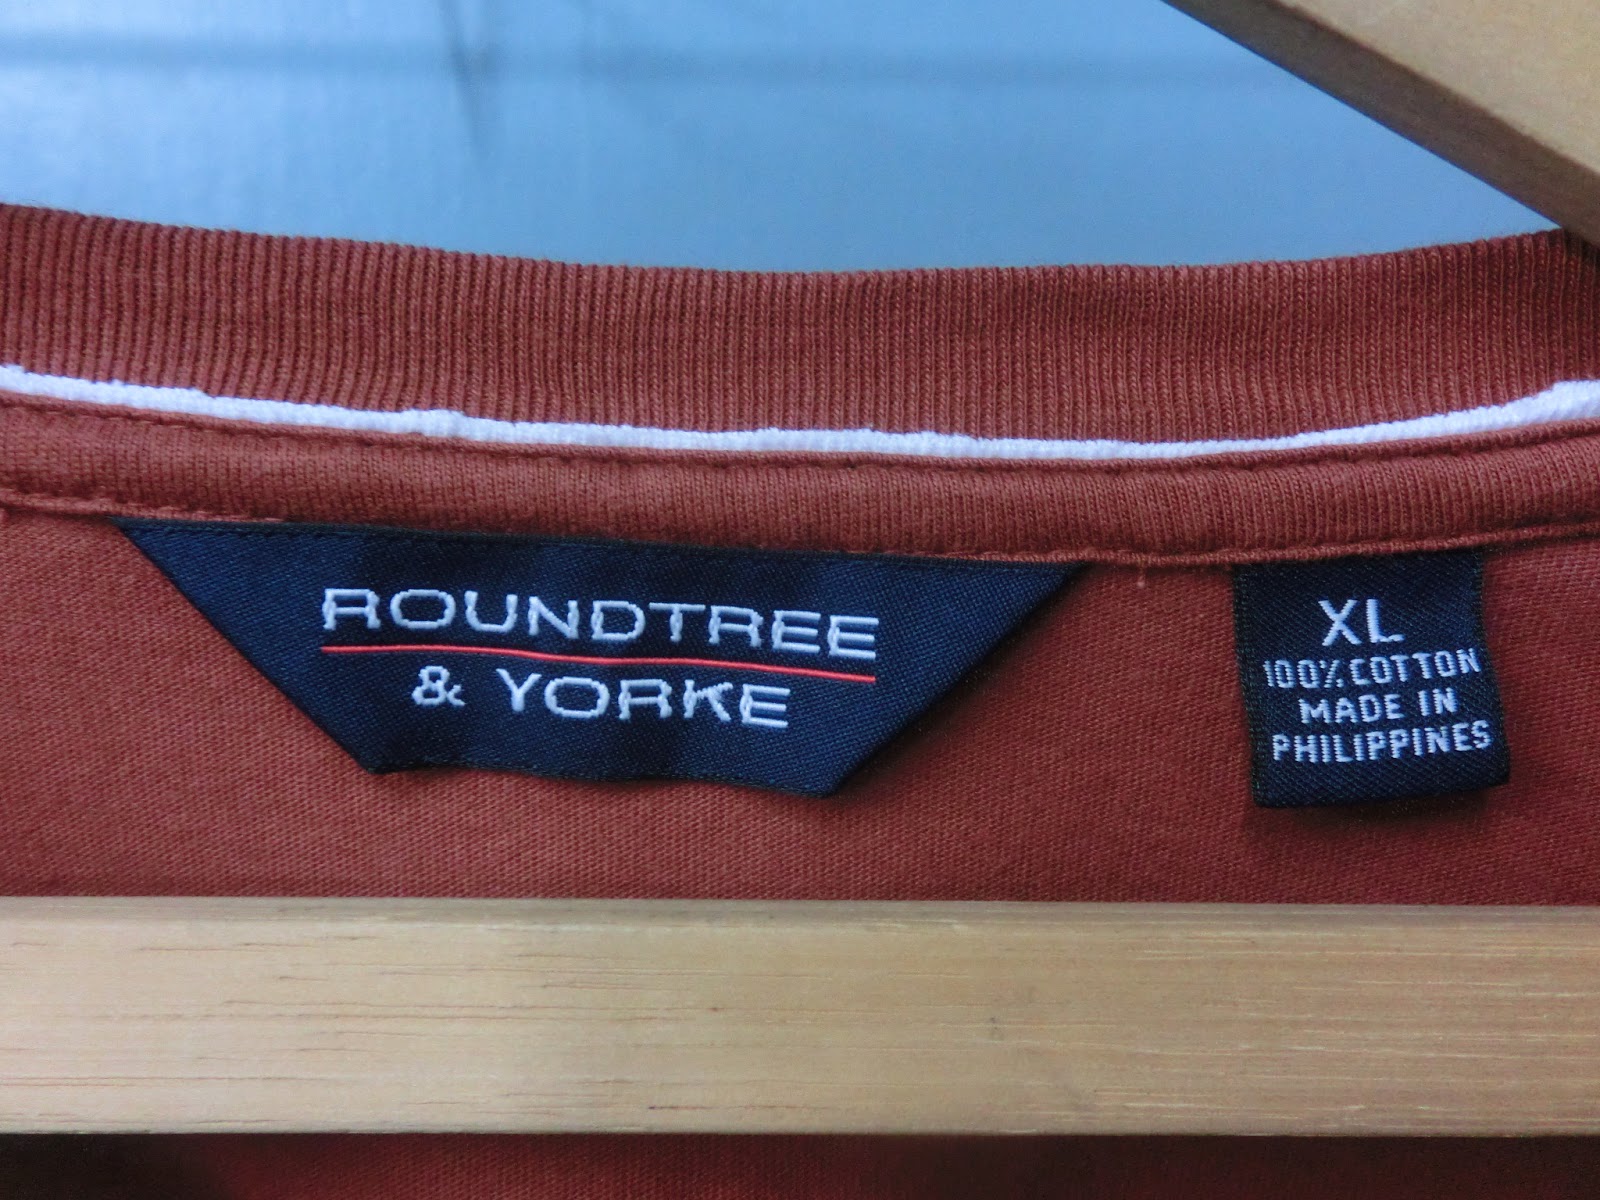 ROUNDTREE
& YORKE
XL
100% COTTON
MADE IN
PHILIPPINES